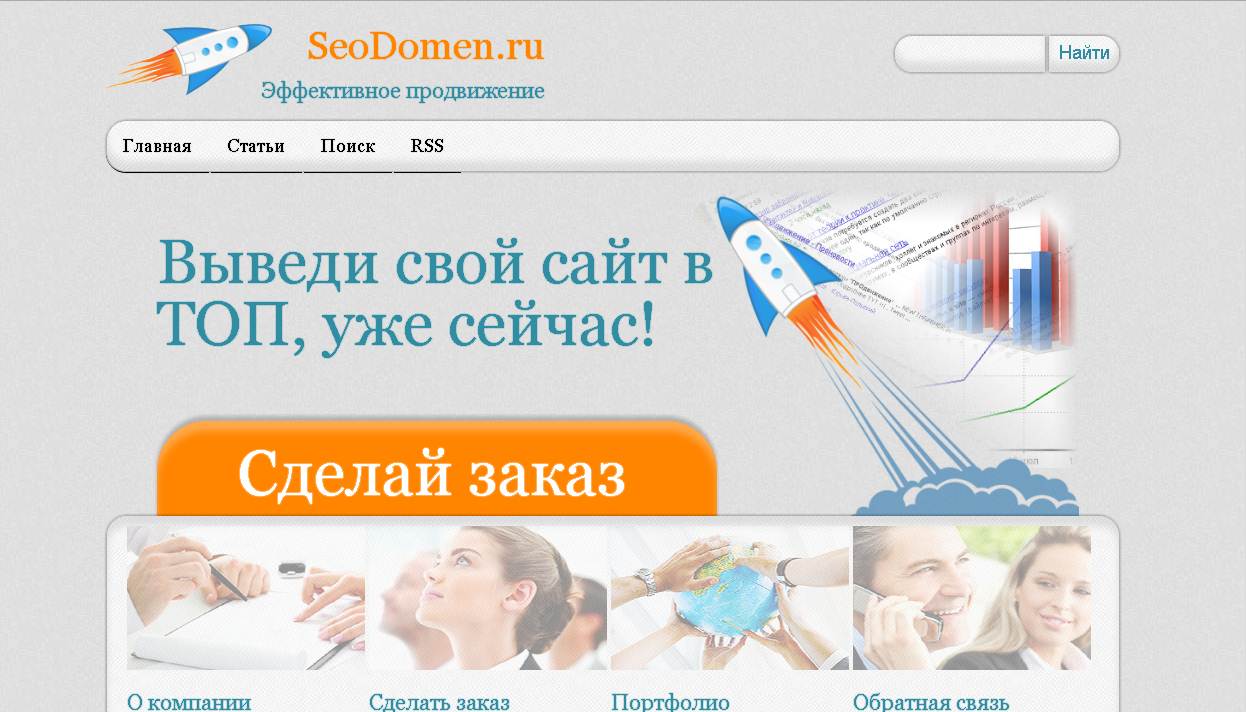 SeoDomen.ru
Эффективное продвижение
Найти
Главная Статьи Поиск RSS
Выведи свой сайт в
ТОП, уже сейчас!
Сделай заказ
О компании Сделать заказ Портфолио Обратная связь